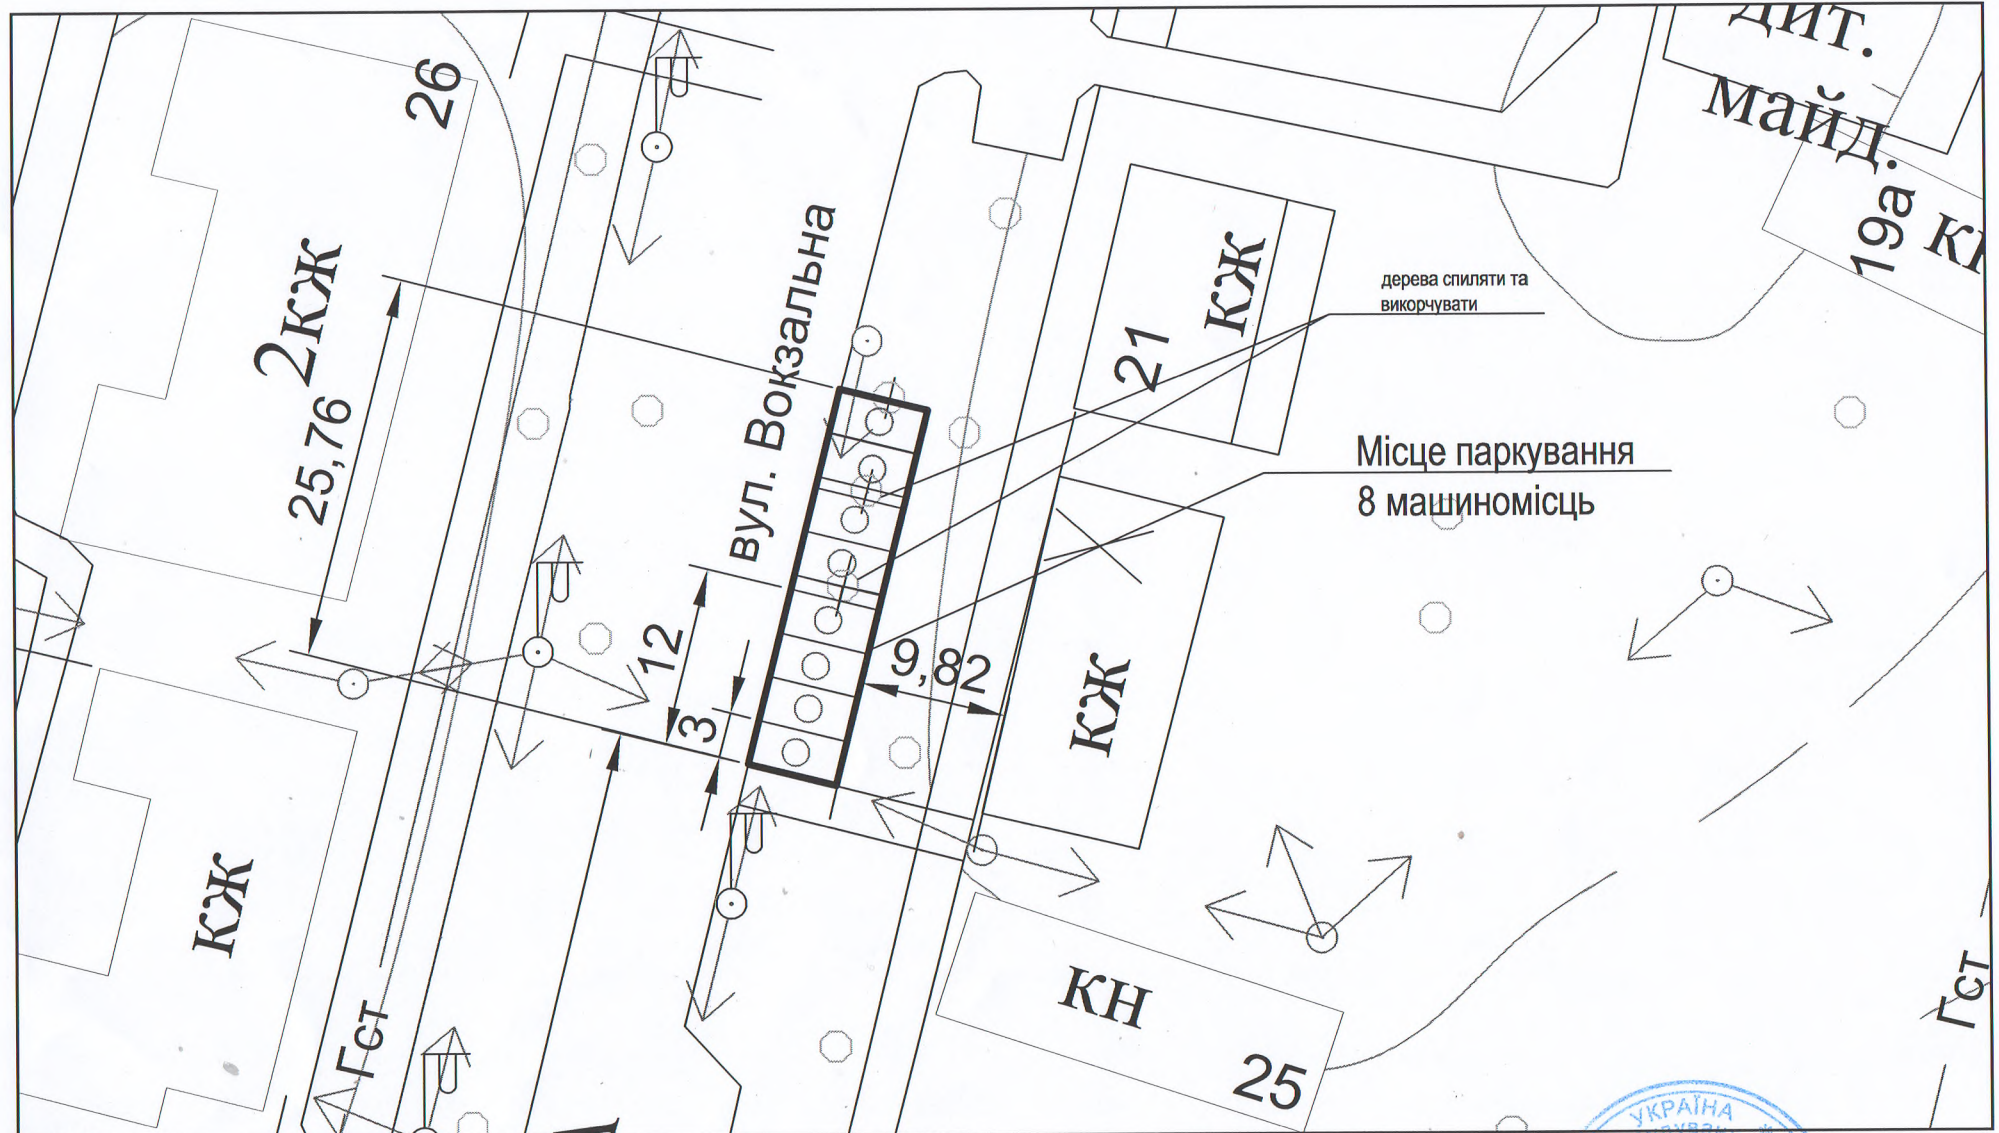 дит.
майд.
26
2кж
25,76
вул. Вокзальна
21
кж
19а
дерева спиляти та
викорчувати
Місце паркування
8 машиномісць
12
3
9,82
кж
кж
Гст
кн
25
Гст
УКРАЇНА